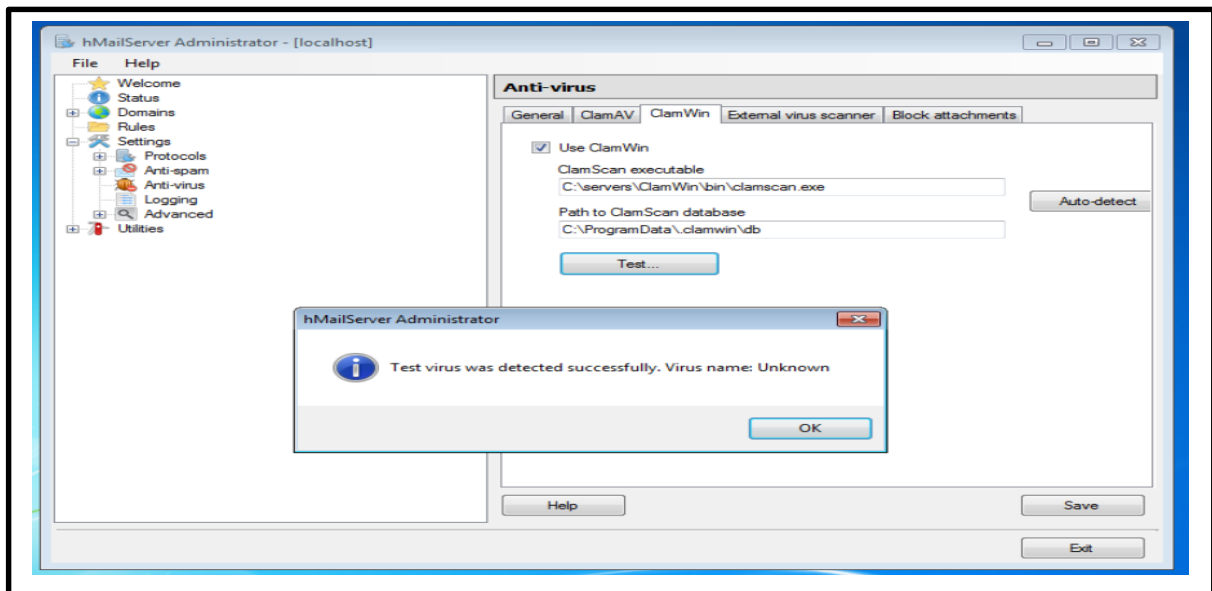 hMailServer Administrator - [localhost]
File Help
Welcome
Status
Domains
Rules
Settings
Protocols
Anti-spam
Anti-virus
Logging
Advanced
Utilities
Anti-virus
General ClamAV ClamWin External virus scanner Block attachments
Use ClamWin
ClamScan executable
C:\servers\ClamWin\bin\clamscan.exe
Auto-detect
Path to ClamScan database
C:\ProgramData\.clamwin\db
Test...
hMailServer Administrator
Test virus was detected successfully. Virus name: Unknown
OK
Help Save
Exit